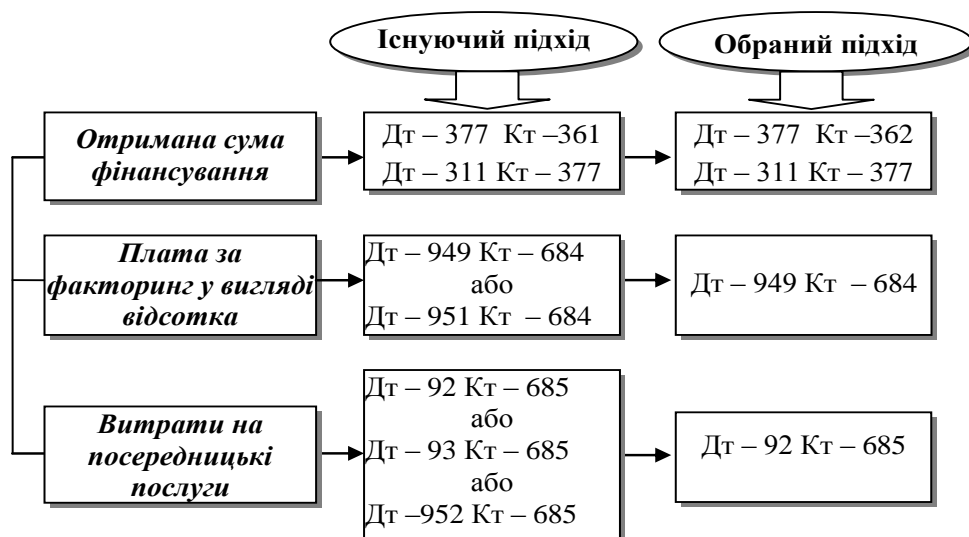 Існуючий підхід
Обраний підхід
Отримана сума
фінансування
Дт – 377 Кт –361
Дт – 311 Кт – 377
Дт – 377 Кт – 362
Дт – 311 Кт – 377
Плата за
факторинг у вигляді
відсотка
Дт – 949 Кт – 684
або
Дт – 951 Кт – 684
Дт – 949 Кт – 684
Витрати на
посередницькі
послуги
Дт – 92 Кт – 685
або
Дт – 93 Кт – 685
або
Дт –952 Кт – 685
Дт – 92 Кт – 685